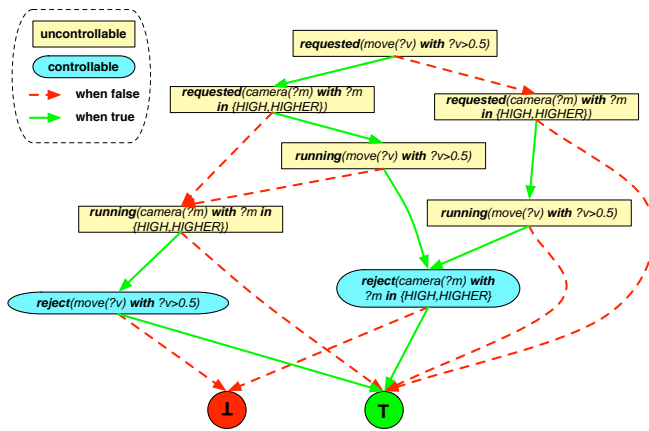 uncontrollable
controllable
when false
when true
requested(move(?v) with ?v>0.5)
requested(camera(?m) with ?m
in {HIGH,HIGHER})
requested(camera(?m) with ?m
in {HIGH,HIGHER})
running(move(?v) with ?v>0.5)
running(camera(?m) with ?m in
{HIGH,HIGHER})
running(move(?v) with ?v>0.5)
reject(move(?v) with ?v>0.5)
reject(camera(?m) with
?m in {HIGH,HIGHER}
⊥
T